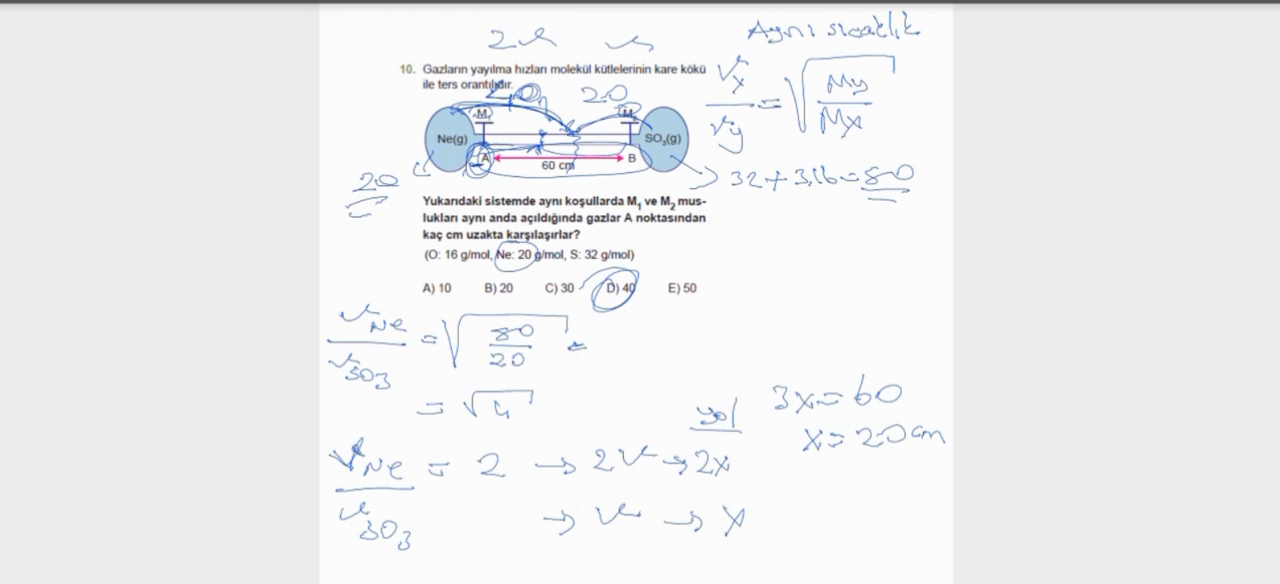 2v v
Aynı sıcaklık
10. Gazların yayılma hızları molekül kütlelerinin kare kökü
ile ters orantılıdır.
Vx / Vy = √ My / Mx
40 20
M₁ M₂
Ne(g) SO₃(g)
A B
60 cm
20
32+3.16=80
Yukarıdaki sistemde aynı koşullarda M₁ ve M₂ mus-
lukları aynı anda açıldığında gazlar A noktasından
kaç cm uzakta karşılaşırlar?
(O: 16 g/mol, Ne: 20 g/mol, S: 32 g/mol)
A) 10 B) 20 C) 30 D) 40 E) 50
VNe / VSO₃ = √ 80 / 20 =
= √4
yol
3x=60
x=20cm
VNe / VSO₃ = 2 → 2V → 2x
→ V → x